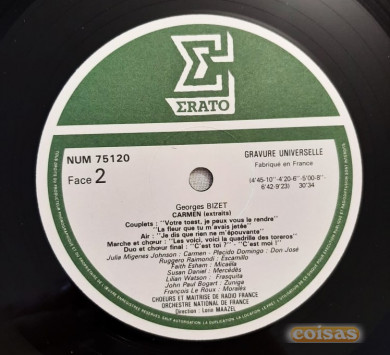 ΣRATO
NUM 75120
Face 2
GRAVURE UNIVERSELLE
Fabriqué en France
(4'45-10''-4'20-6''-5'00-8''-
6'42-9'23) 30'34
Georges BIZET
CARMEN (extraits)
Couplets : "Votre toast, je peux vous le rendre"
"La fleur que tu m'avais jetée"
Air : "Je dis que rien ne m'épouvante"
Marche et chœur : "Les voici, voici la quadrille des toreros"
Duo et chœur final : "C'est toi ?" - "C'est moi !"
Julia Migenes Johnson : Carmen - Placido Domingo : Don José
Ruggero Raimondi : Escamillo
Faith Esham : Micaëla
Susan Daniel : Mercédès
Lilian Watson : Frasquita
John Paul Bogart : Zuniga
François Le Roux : Moralès
CHŒURS ET MAITRISE DE RADIO FRANCE
ORCHESTRE NATIONAL DE FRANCE
Direction : Lorin MAAZEL
coisas